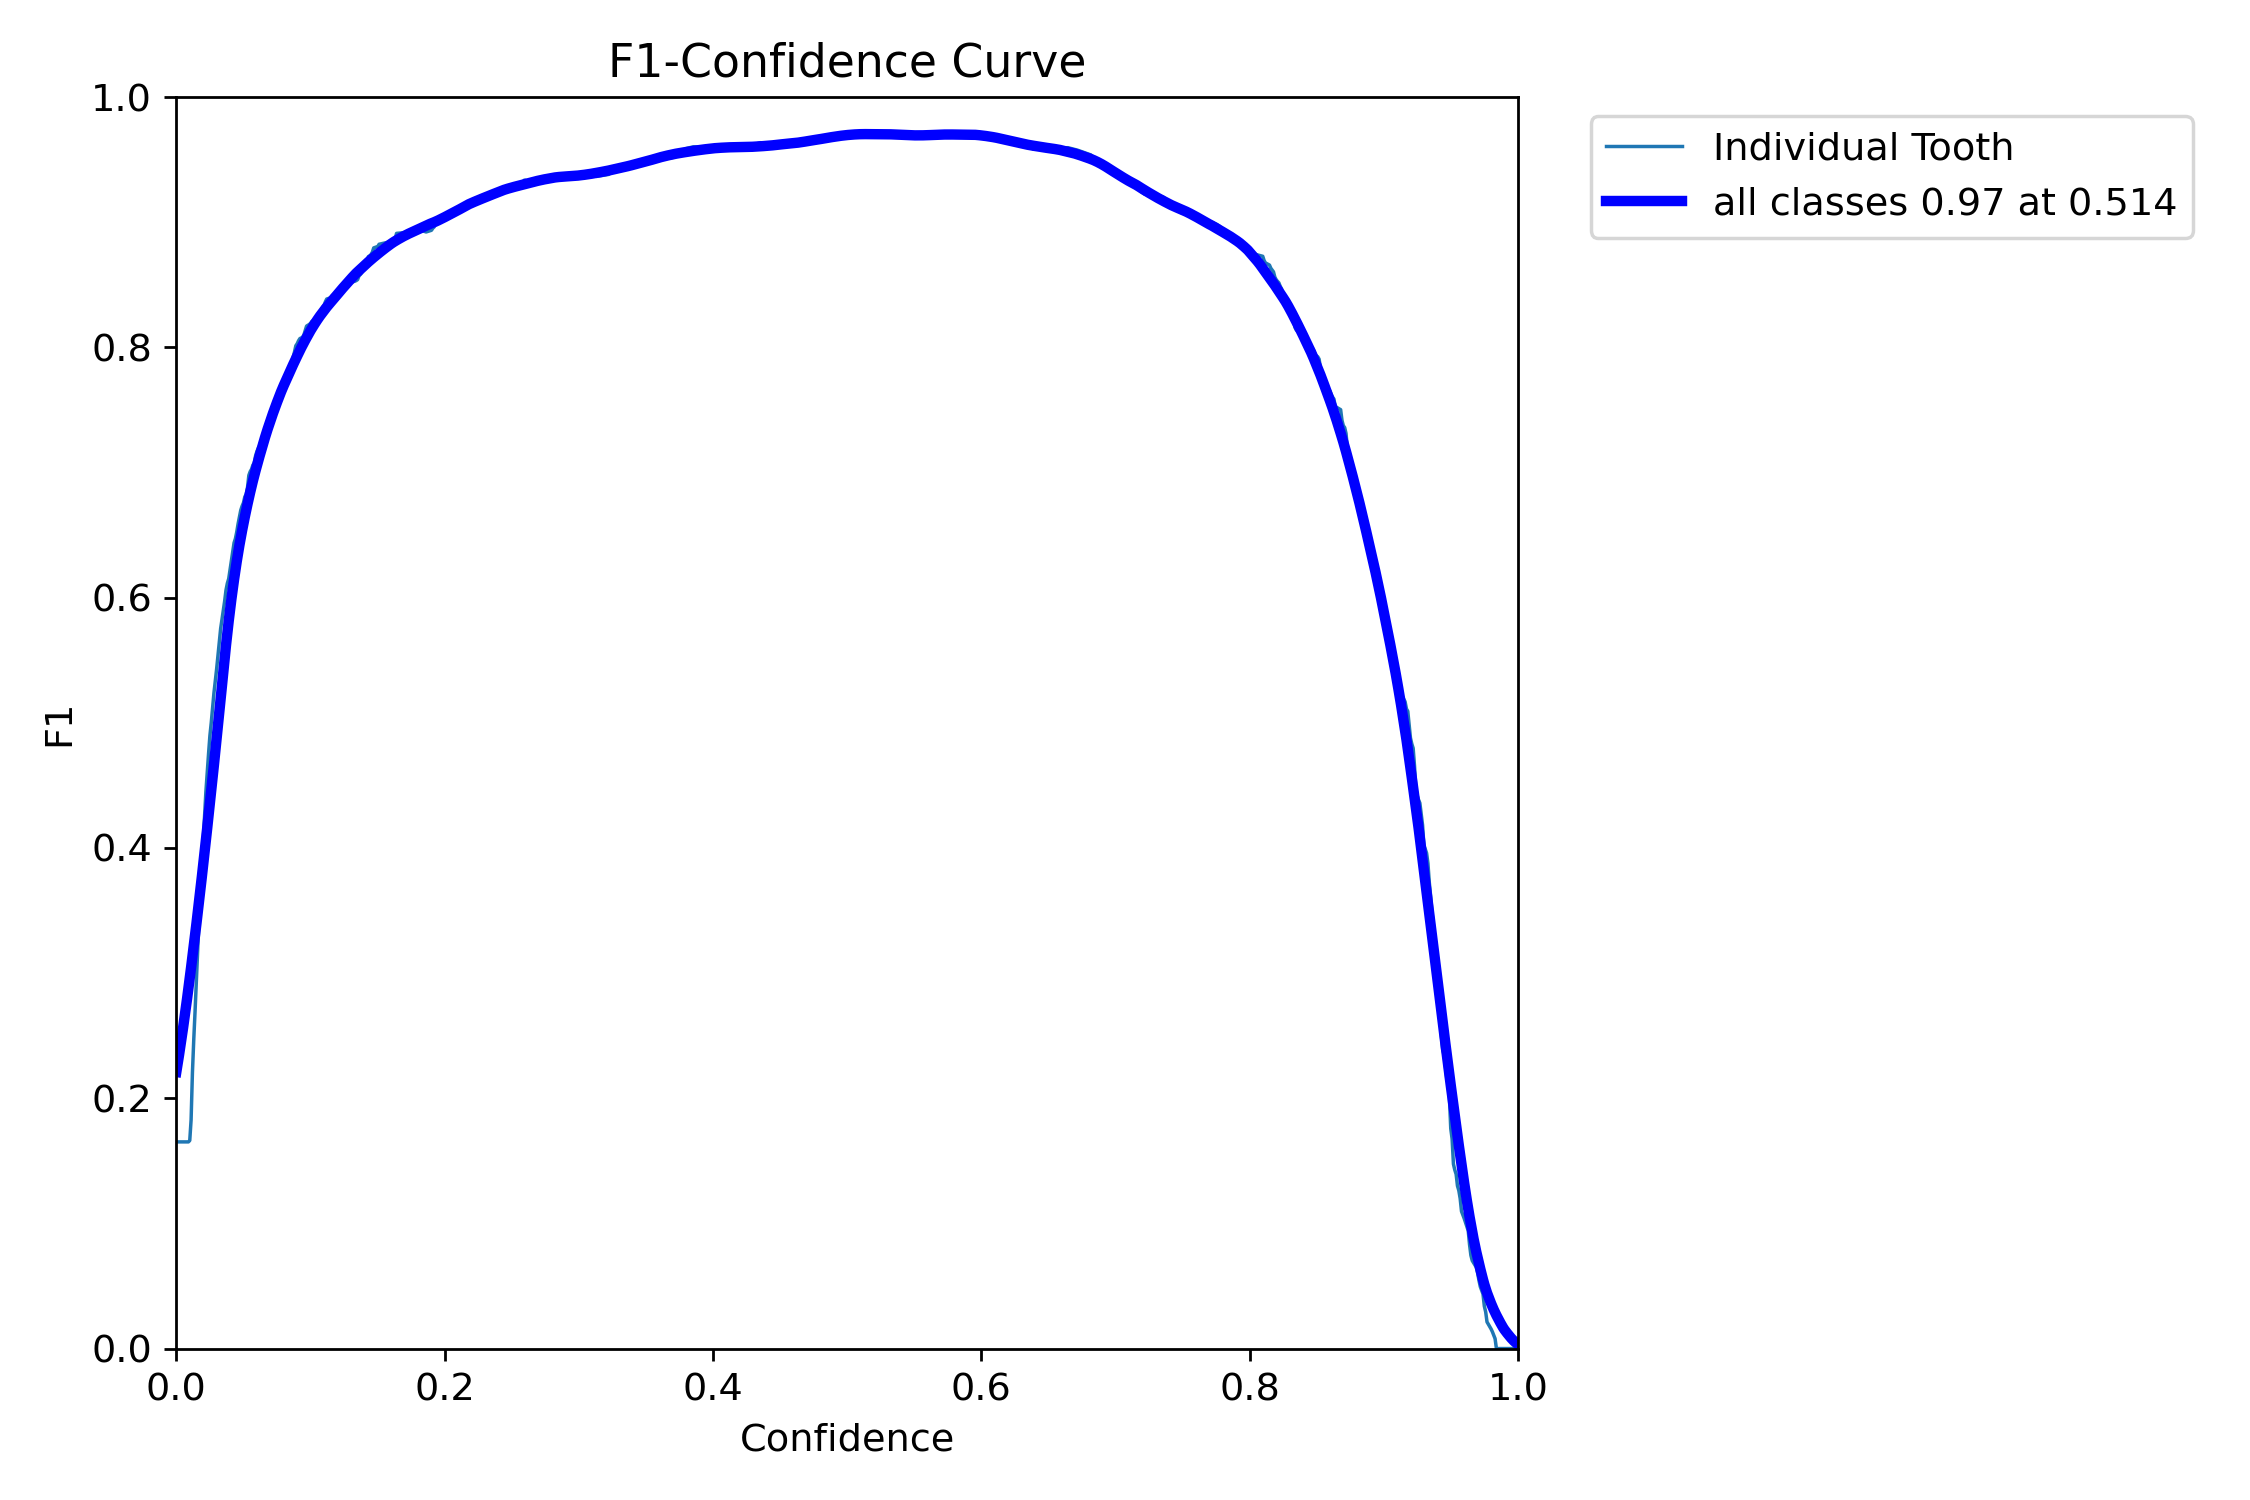 F1-Confidence Curve
1.0
0.8
0.6
0.4
0.2
0.0
F1
0.0 0.2 0.4 0.6 0.8 1.0
Confidence
Individual Tooth
all classes 0.97 at 0.514